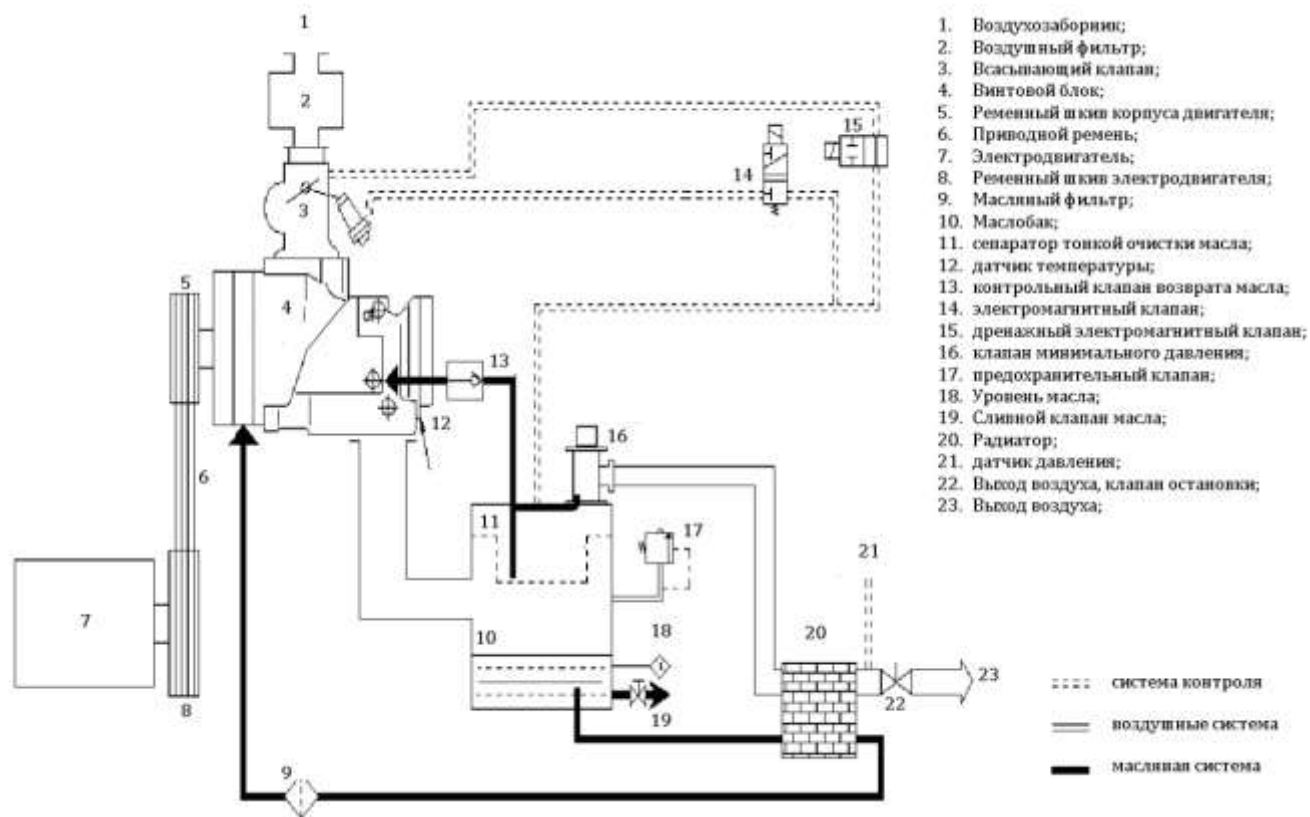 1
2
3
4
5
6
7
8
9
10
11
12
13
14
15
16
17
18
19
20
21
22
23
1. Воздухозаборник;
2. Воздушный фильтр;
3. Всасывающий клапан;
4. Винтовой блок;
5. Ременный шкив корпуса двигателя;
6. Приводной ремень;
7. Электродвигатель;
8. Ременный шкив электродвигателя;
9. Масляный фильтр;
10. Маслобак;
11. сепаратор тонкой очистки масла;
12. датчик температуры;
13. контрольный клапан возврата масла;
14. электромагнитный клапан;
15. дренажный электромагнитный клапан;
16. клапан минимального давления;
17. предохранительный клапан;
18. Уровень масла;
19. Сливной клапан масла;
20. Радиатор;
21. датчик давления;
22. Выход воздуха, клапан остановки;
23. Выход воздуха;
система контроля
воздушные система
масляная система